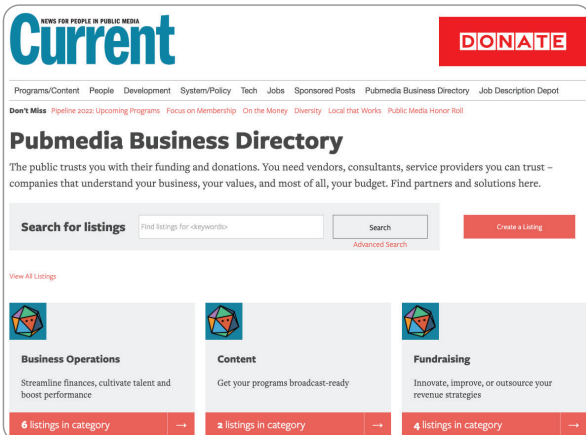 NEWS FOR PEOPLE IN PUBLIC MEDIA
Current
DONATE
Programs/Content People Development System/Policy Tech Jobs Sponsored Posts Pubmedia Business Directory Job Description Depot
Don't Miss Pipeline 2022: Upcoming Programs Focus on Membership On the Money Diversity Local that Works Public Media Honor Roll
Pubmedia Business Directory
The public trusts you with their funding and donations. You need vendors, consultants, service providers you can trust –
companies that understand your business, your values, and most of all, your budget. Find partners and solutions here.
Search for listings Find listings for <keywords> Search Create a Listing
Advanced Search
View All Listings
Business Operations
Streamline finances, cultivate talent and
boost performance
6 listings in category →
Content
Get your programs broadcast-ready
2 listings in category →
Fundraising
Innovate, improve, or outsource your
revenue strategies
4 listings in category →